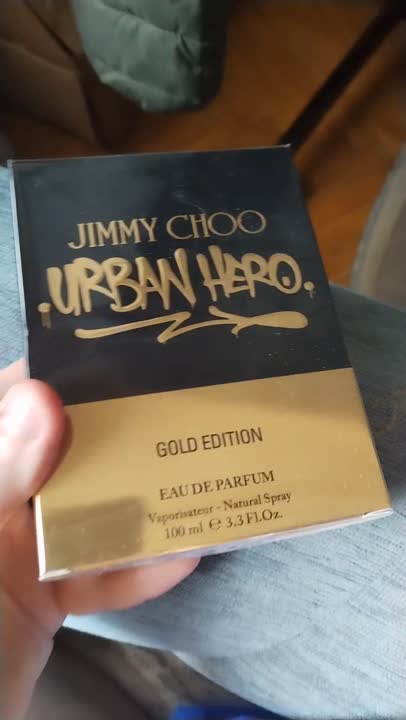 JIMMY CHOO
URBAN HERO
GOLD EDITION
EAU DE PARFUM
Vaporisateur - Natural Spray
100 ml ℮ 3.3 Fl.Oz.